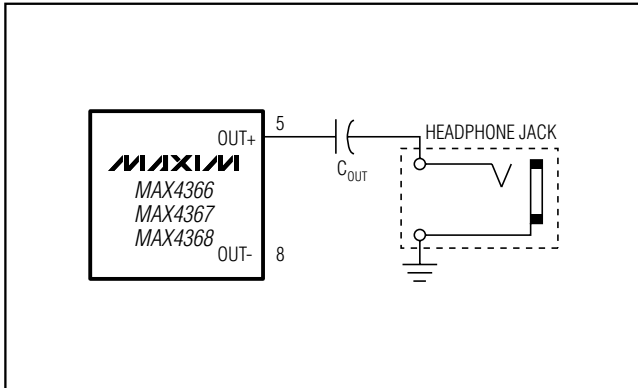 OUT+
5
MAXIM
MAX4366
MAX4367
MAX4368
OUT-
8
COUT
HEADPHONE JACK